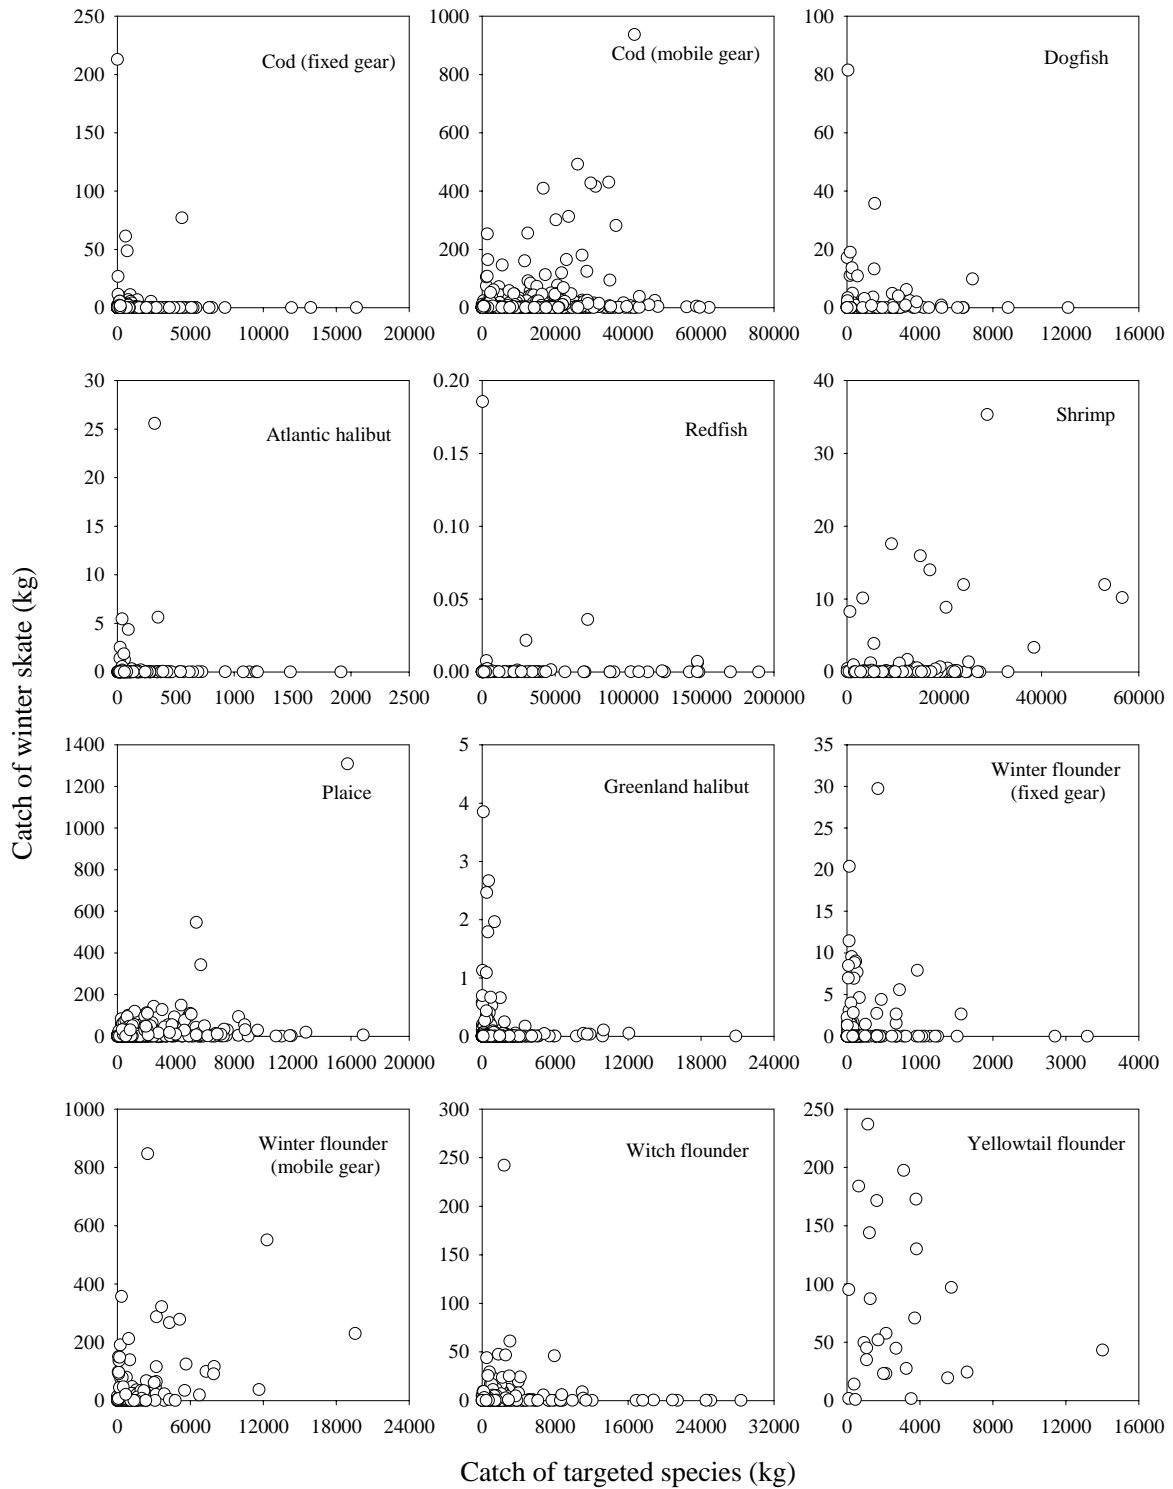 250
200
150
100
50
0
Cod (fixed gear)
0 5000 10000 15000 20000
1000
800
600
400
200
0
Cod (mobile gear)
0 20000 40000 60000 80000
100
80
60
40
20
0
Dogfish
0 4000 8000 12000 16000
30
25
20
15
10
5
0
Atlantic halibut
0 500 1000 1500 2000 2500
0.20
0.15
0.10
0.05
0.00
Redfish
0 50000 100000 150000 200000
40
30
20
10
0
Shrimp
0 20000 40000 60000
Catch of winter skate (kg)
1400
1200
1000
800
600
400
200
0
Plaice
0 4000 8000 12000 16000 20000
5
4
3
2
1
0
Greenland halibut
0 6000 12000 18000 24000
35
30
25
20
15
10
5
0
Winter flounder
(fixed gear)
0 1000 2000 3000 4000
1000
800
600
400
200
0
Winter flounder
(mobile gear)
0 6000 12000 18000 24000
300
250
200
150
100
50
0
Witch flounder
0 8000 16000 24000 32000
250
200
150
100
50
0
Yellowtail flounder
0 4000 8000 12000 16000
Catch of targeted species (kg)